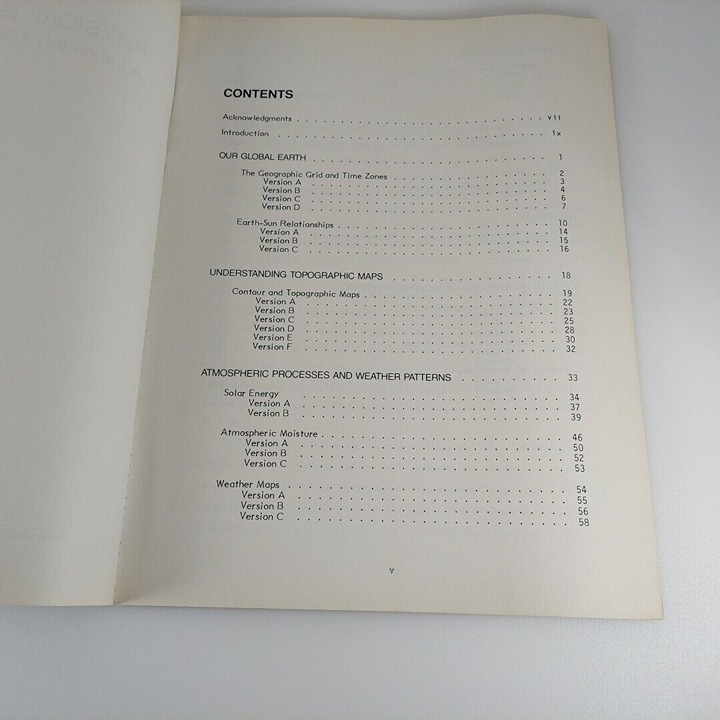 CONTENTS
Acknowledgments . . . . . . . . . . . . . . . . . . . . . . . . vii
Introduction . . . . . . . . . . . . . . . . . . . . . . . . ix
OUR GLOBAL EARTH . . . . . . . . . . . . . . . . . . . . 1
The Geographic Grid and Time Zones . . . . . . . . . . . . . . 2
Version A . . . . . . . . . . . . . . . . . . . . 3
Version B . . . . . . . . . . . . . . . . . . . . 4
Version C . . . . . . . . . . . . . . . . . . . . 6
Version D . . . . . . . . . . . . . . . . . . . . 7
Earth-Sun Relationships . . . . . . . . . . . . . . . . . . 10
Version A . . . . . . . . . . . . . . . . . . . . 14
Version B . . . . . . . . . . . . . . . . . . . . 15
Version C . . . . . . . . . . . . . . . . . . . . 16
UNDERSTANDING TOPOGRAPHIC MAPS . . . . . . . . . . . . . . 18
Contour and Topographic Maps . . . . . . . . . . . . . . . . 19
Version A . . . . . . . . . . . . . . . . . . . . 22
Version B . . . . . . . . . . . . . . . . . . . . 23
Version C . . . . . . . . . . . . . . . . . . . . 25
Version D . . . . . . . . . . . . . . . . . . . . 28
Version E . . . . . . . . . . . . . . . . . . . . 30
Version F . . . . . . . . . . . . . . . . . . . . 32
ATMOSPHERIC PROCESSES AND WEATHER PATTERNS . . . . . . . . . 33
Solar Energy . . . . . . . . . . . . . . . . . . . . 34
Version A . . . . . . . . . . . . . . . . . . . . 37
Version B . . . . . . . . . . . . . . . . . . . . 39
Atmospheric Moisture . . . . . . . . . . . . . . . . . . . . 46
Version A . . . . . . . . . . . . . . . . . . . . 50
Version B . . . . . . . . . . . . . . . . . . . . 52
Version C . . . . . . . . . . . . . . . . . . . . 53
Weather Maps . . . . . . . . . . . . . . . . . . . . 54
Version A . . . . . . . . . . . . . . . . . . . . 55
Version B . . . . . . . . . . . . . . . . . . . . 56
Version C . . . . . . . . . . . . . . . . . . . . 58
v